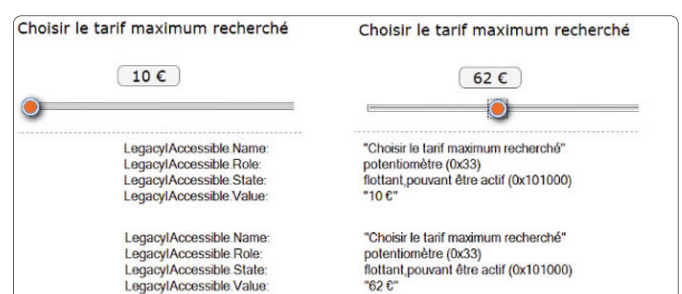 Choisir le tarif maximum recherché
Choisir le tarif maximum recherché
10 €
62 €
LegacyIAccessible.Name: "Choisir le tarif maximum recherché"
LegacyIAccessible.Role: potentiomètre (0x33)
LegacyIAccessible.State: flottant,pouvant être actif (0x101000)
LegacyIAccessible.Value: "10 €"
LegacyIAccessible.Name: "Choisir le tarif maximum recherché"
LegacyIAccessible.Role: potentiomètre (0x33)
LegacyIAccessible.State: flottant,pouvant être actif (0x101000)
LegacyIAccessible.Value: "62 €"